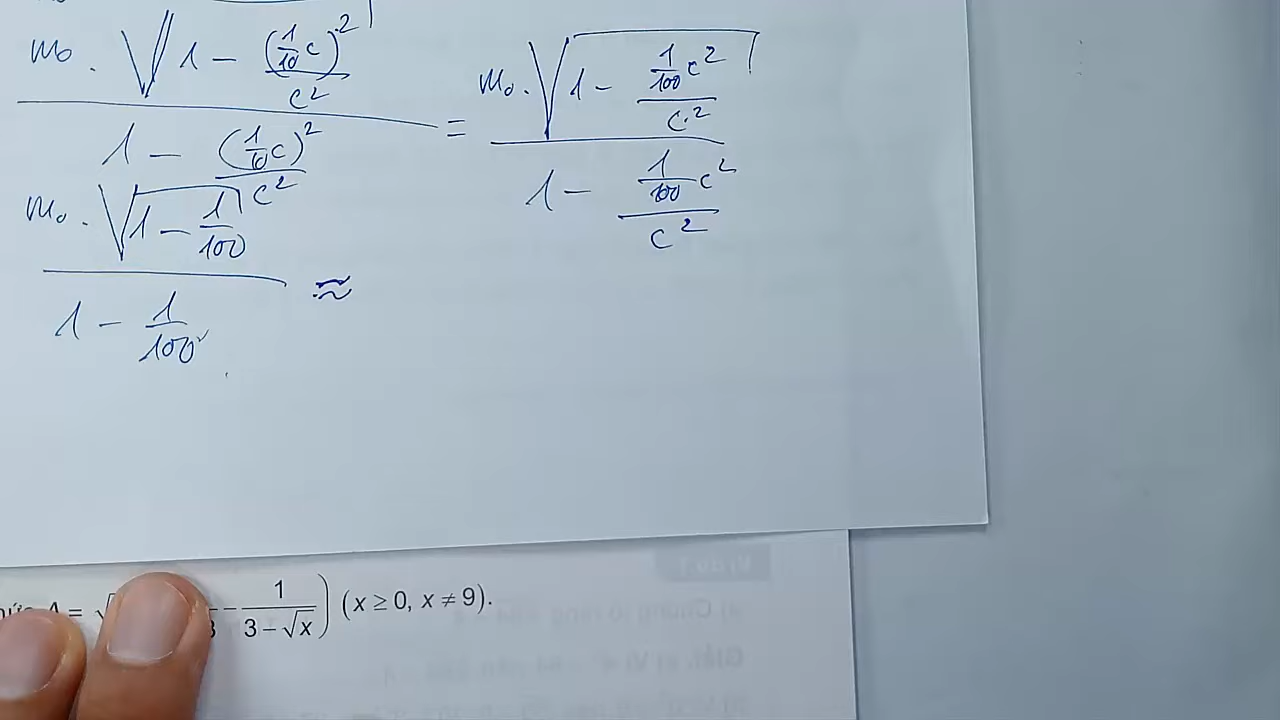 m₀ . √(1 − (1/10 c)²/c²) / (1 − (1/10 c)²/c²) = m₀ . √(1 − 1/100 c²/c²) / (1 − 1/100 c²/c²)
m₀ . √(1 − 1/100) / (1 − 1/100) ≈
A = √ − 1/(3 − √x)) (x ≥ 0, x ≠ 9).